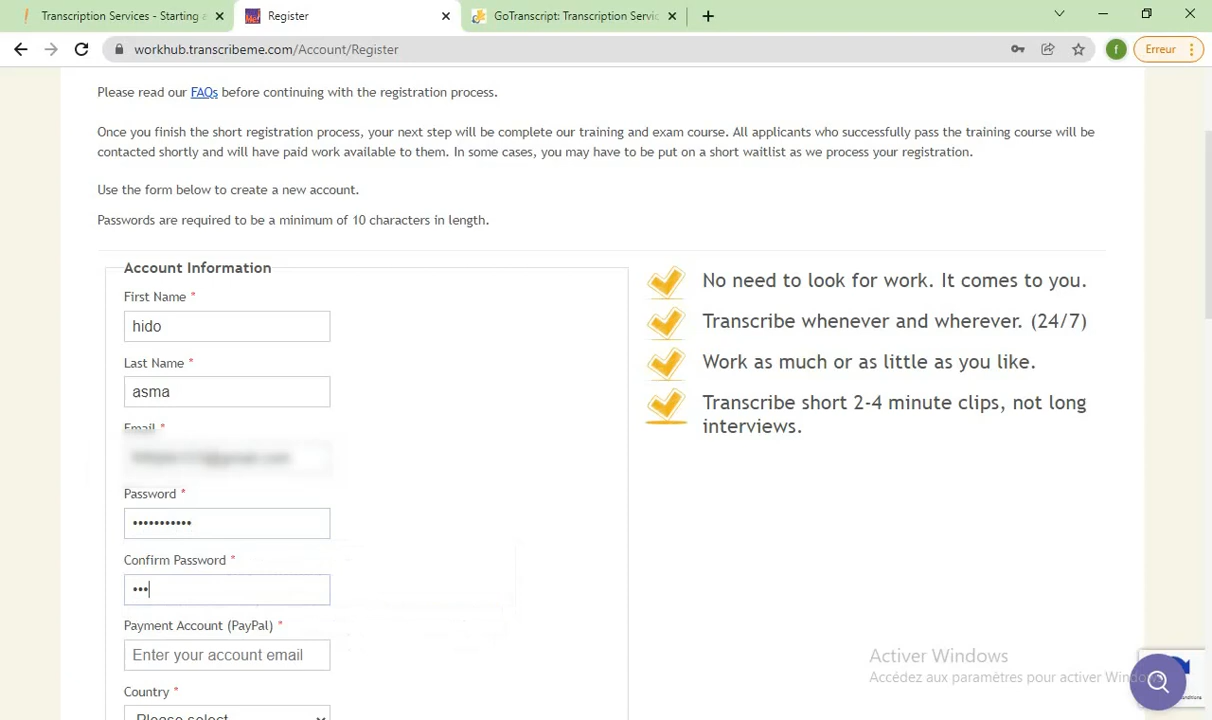 Transcription Services - Starting a
Register
GoTranscript: Transcription Servic
workhub.transcribeme.com/Account/Register
f
Erreur
Please read our FAQs before continuing with the registration process.
Once you finish the short registration process, your next step will be complete our training and exam course. All applicants who successfully pass the training course will be
contacted shortly and will have paid work available to them. In some cases, you may have to be put on a short waitlist as we process your registration.
Use the form below to create a new account.
Passwords are required to be a minimum of 10 characters in length.
Account Information
First Name *
hido
Last Name *
asma
Email *
Password *
•••••••••••
Confirm Password *
•••
Payment Account (PayPal) *
Enter your account email
Country *
Please select
No need to look for work. It comes to you.
Transcribe whenever and wherever. (24/7)
Work as much or as little as you like.
Transcribe short 2-4 minute clips, not long
interviews.
Activer Windows
Accédez aux paramètres pour activer Windows